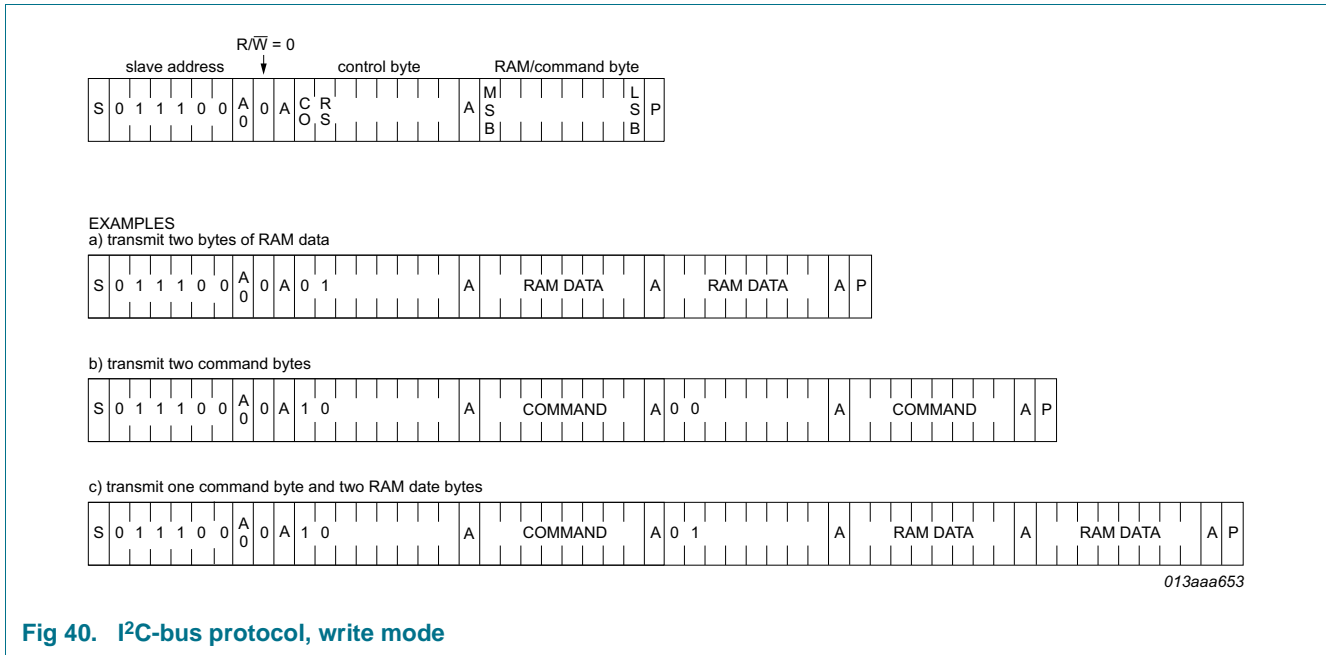 R/W̅ = 0
slave address control byte RAM/command byte
S 0 1 1 1 0 0 A0 0 A CO RS A MSB LSB P
EXAMPLES
a) transmit two bytes of RAM data
S 0 1 1 1 0 0 A0 0 A 0 1 A RAM DATA A RAM DATA A P
b) transmit two command bytes
S 0 1 1 1 0 0 A0 0 A 1 0 A COMMAND A 0 0 A COMMAND A P
c) transmit one command byte and two RAM date bytes
S 0 1 1 1 0 0 A0 0 A 1 0 A COMMAND A 0 1 A RAM DATA A RAM DATA A P
013aaa653
Fig 40. I²C-bus protocol, write mode